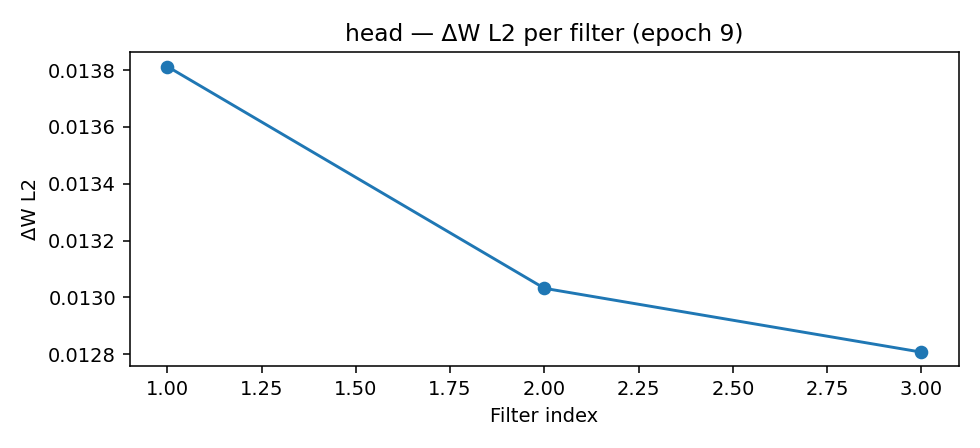 head — ΔW L2 per filter (epoch 9)
ΔW L2
0.0138
0.0136
0.0134
0.0132
0.0130
0.0128
1.00 1.25 1.50 1.75 2.00 2.25 2.50 2.75 3.00
Filter index